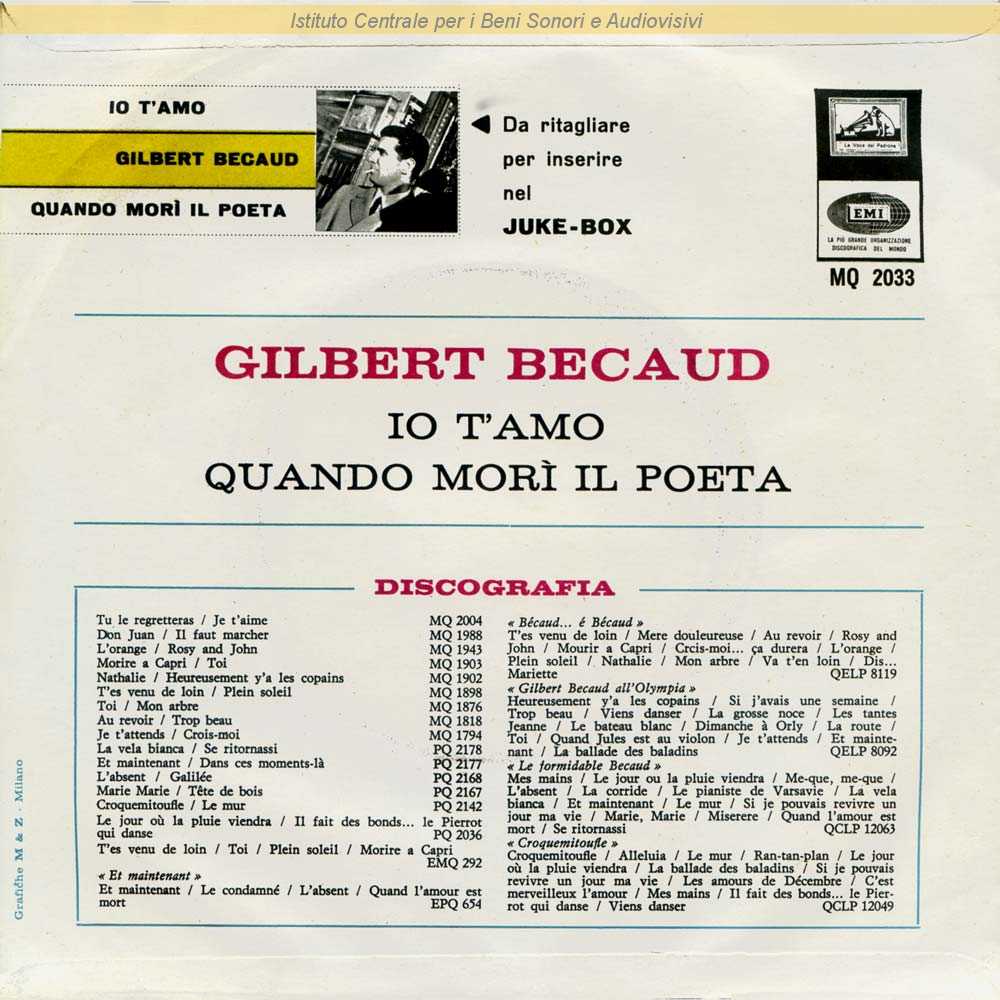 Istituto Centrale per i Beni Sonori e Audiovisivi
IO T'AMO
GILBERT BECAUD
QUANDO MORÌ IL POETA
Da ritagliare
per inserire
nel
JUKE-BOX
La Voce del Padrone
EMI
LA PIÙ GRANDE ORGANIZZAZIONE
DISCOGRAFICA DEL MONDO
MQ 2033
GILBERT BECAUD
IO T'AMO
QUANDO MORÌ IL POETA
DISCOGRAFIA
Tu le regretteras / Je t'aime MQ 2004
Don Juan / Il faut marcher MQ 1988
L'orange / Rosy and John MQ 1943
Morire a Capri / Toi MQ 1903
Nathalie / Heureusement y'a les copains MQ 1902
T'es venu de loin / Plein soleil MQ 1898
Toi / Mon arbre MQ 1876
Au revoir / Trop beau MQ 1818
Je t'attends / Crois-moi MQ 1794
La vela bianca / Se ritornassi PQ 2178
Et maintenant / Dans ces moments-là PQ 2177
L'absent / Galilée PQ 2168
Marie Marie / Tête de bois PQ 2167
Croquemitoufle / Le mur PQ 2142
Le jour où la pluie viendra / Il fait des bonds... le Pierrot
qui danse PQ 2036
T'es venu de loin / Toi / Plein soleil / Morire a Capri
EMQ 292
« Et maintenant »
Et maintenant / Le condamné / L'absent / Quand l'amour est
mort EPQ 654
« Bécaud... é Bécaud »
T'es venu de loin / Mere douleureuse / Au revoir / Rosy and
John / Mourir a Capri / Crcis-moi... ça durera / L'orange /
Plein soleil / Nathalie / Mon arbre / Va t'en loin / Dis...
Mariette QELP 8119
« Gilbert Becaud all'Olympia »
Heureusement y'a les copains / Si j'avais une semaine /
Trop beau / Viens danser / La grosse noce / Les tantes
Jeanne / Le bateau blanc / Dimanche à Orly / La route /
Toi / Quand Jules est au violon / Je t'attends / Et mainte-
nant / La ballade des baladins QELP 8092
« Le formidable Becaud »
Mes mains / Le jour ou la pluie viendra / Me-que, me-que /
L'absent / La corride / Le pianiste de Varsavie / La vela
bianca / Et maintenant / Le mur / Si je pouvais revivre un
jour ma vie / Marie, Marie / Miserere / Quand l'amour est
mort / Se ritornassi QCLP 12063
« Croquemitoufle »
Croquemitoufle / Alleluia / Le mur / Ran-tan-plan / Le jour
où la pluie viendra / La ballade des baladins / Si je pouvais
revivre un jour ma vie / Les amours de Décembre / C'est
merveilleux l'amour / Mes mains / Il fait des bonds... le Pier-
rot qui danse / Viens danser QCLP 12049
Grafiche M & Z - Milano